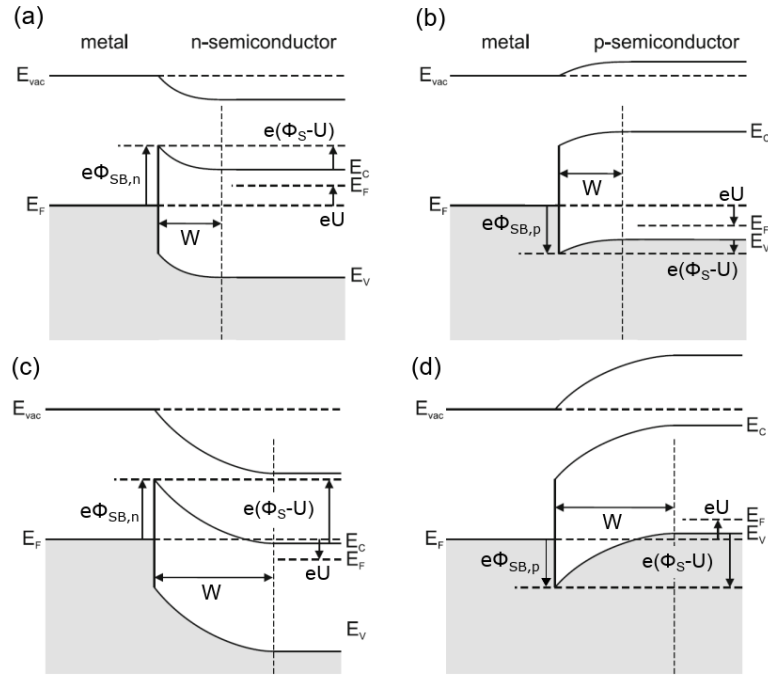 (a)
metal
n-semiconductor
E_vac
e(Φ_S-U)
eΦ_SB,n
E_C
E_F
E_F
eU
W
E_V
(b)
metal
p-semiconductor
E_vac
E_C
W
eU
E_F
E_F
eΦ_SB,p
E_V
e(Φ_S-U)
(c)
E_vac
eΦ_SB,n
e(Φ_S-U)
E_F
E_C
E_F
eU
W
E_V
(d)
E_vac
E_C
W
eU
E_F
E_F
E_V
eΦ_SB,p
e(Φ_S-U)